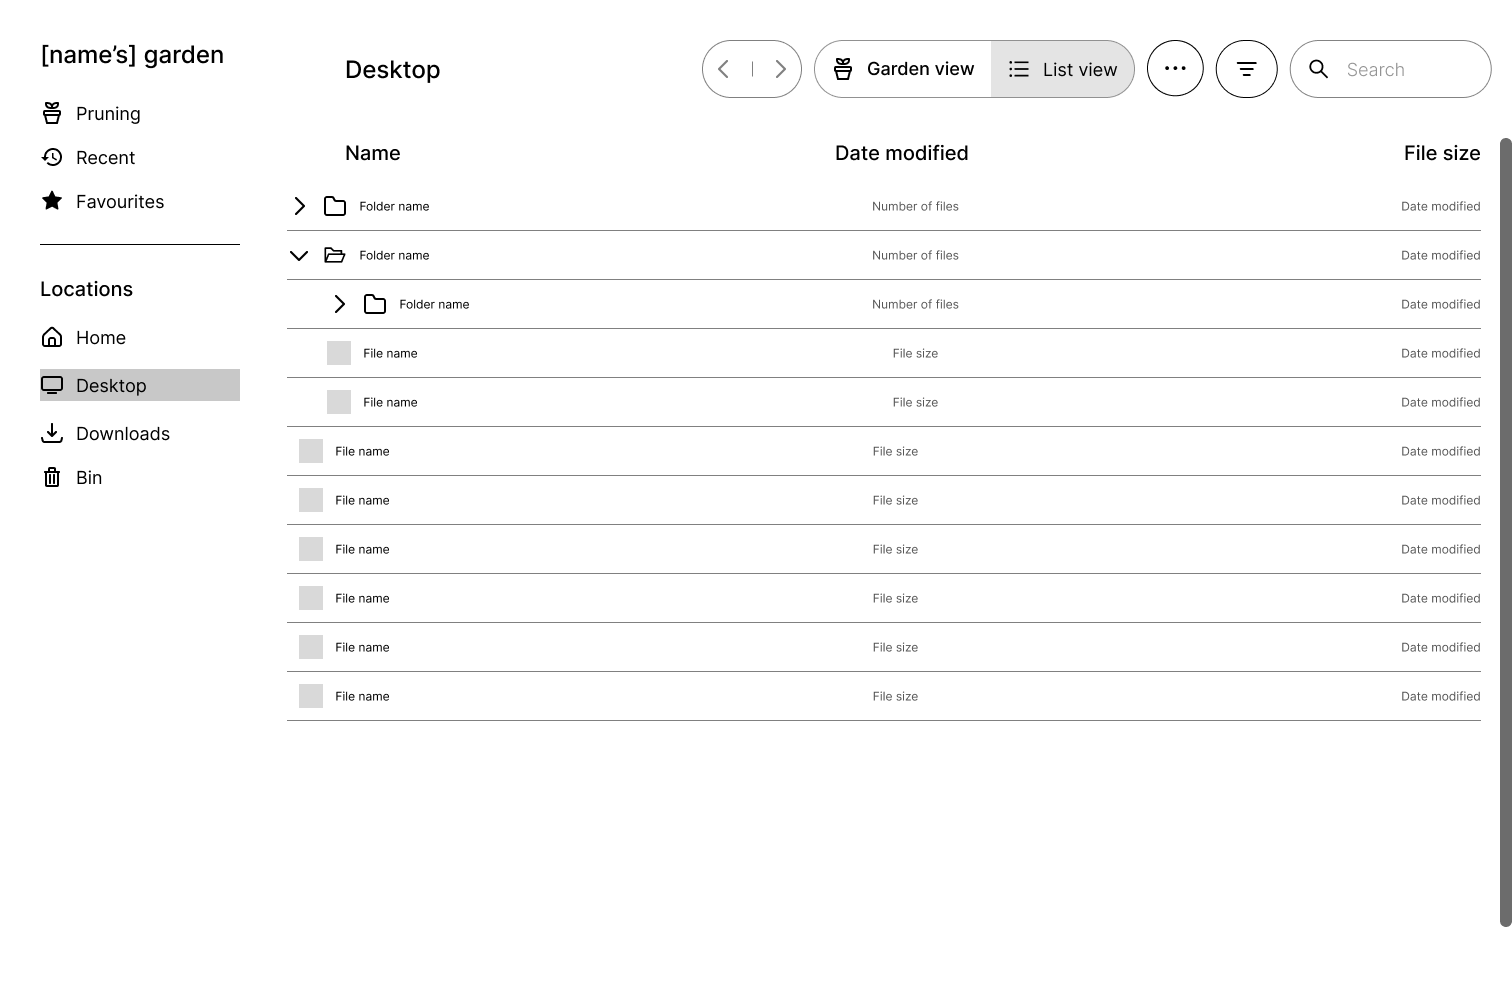 [name’s] garden
Pruning
Recent
Favourites
Locations
Home
Desktop
Downloads
Bin
Desktop
Garden view
List view
Search
Name Date modified File size
Folder name Number of files Date modified
Folder name Number of files Date modified
Folder name Number of files Date modified
File name File size Date modified
File name File size Date modified
File name File size Date modified
File name File size Date modified
File name File size Date modified
File name File size Date modified
File name File size Date modified
File name File size Date modified